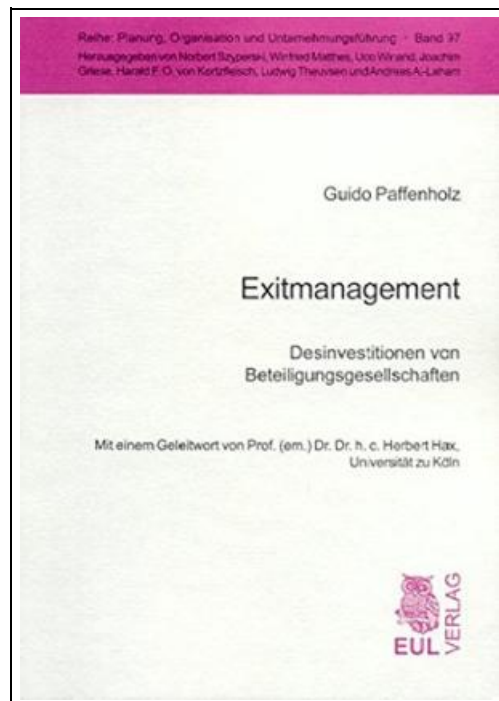 Reihe: Planung, Organisation und Unternehmungsführung · Band 97
Herausgegeben von Norbert Szyperski, Winfried Matthes, Udo Winand, Joachim
Griese, Harald F. O. von Kortzfleisch, Ludwig Theuvsen und Andreas Al-Laham
Guido Paffenholz
Exitmanagement
Desinvestitionen von
Beteiligungsgesellschaften
Mit einem Geleitwort von Prof. (em.) Dr. Dr. h. c. Herbert Hax,
Universität zu Köln
EUL
VERLAG